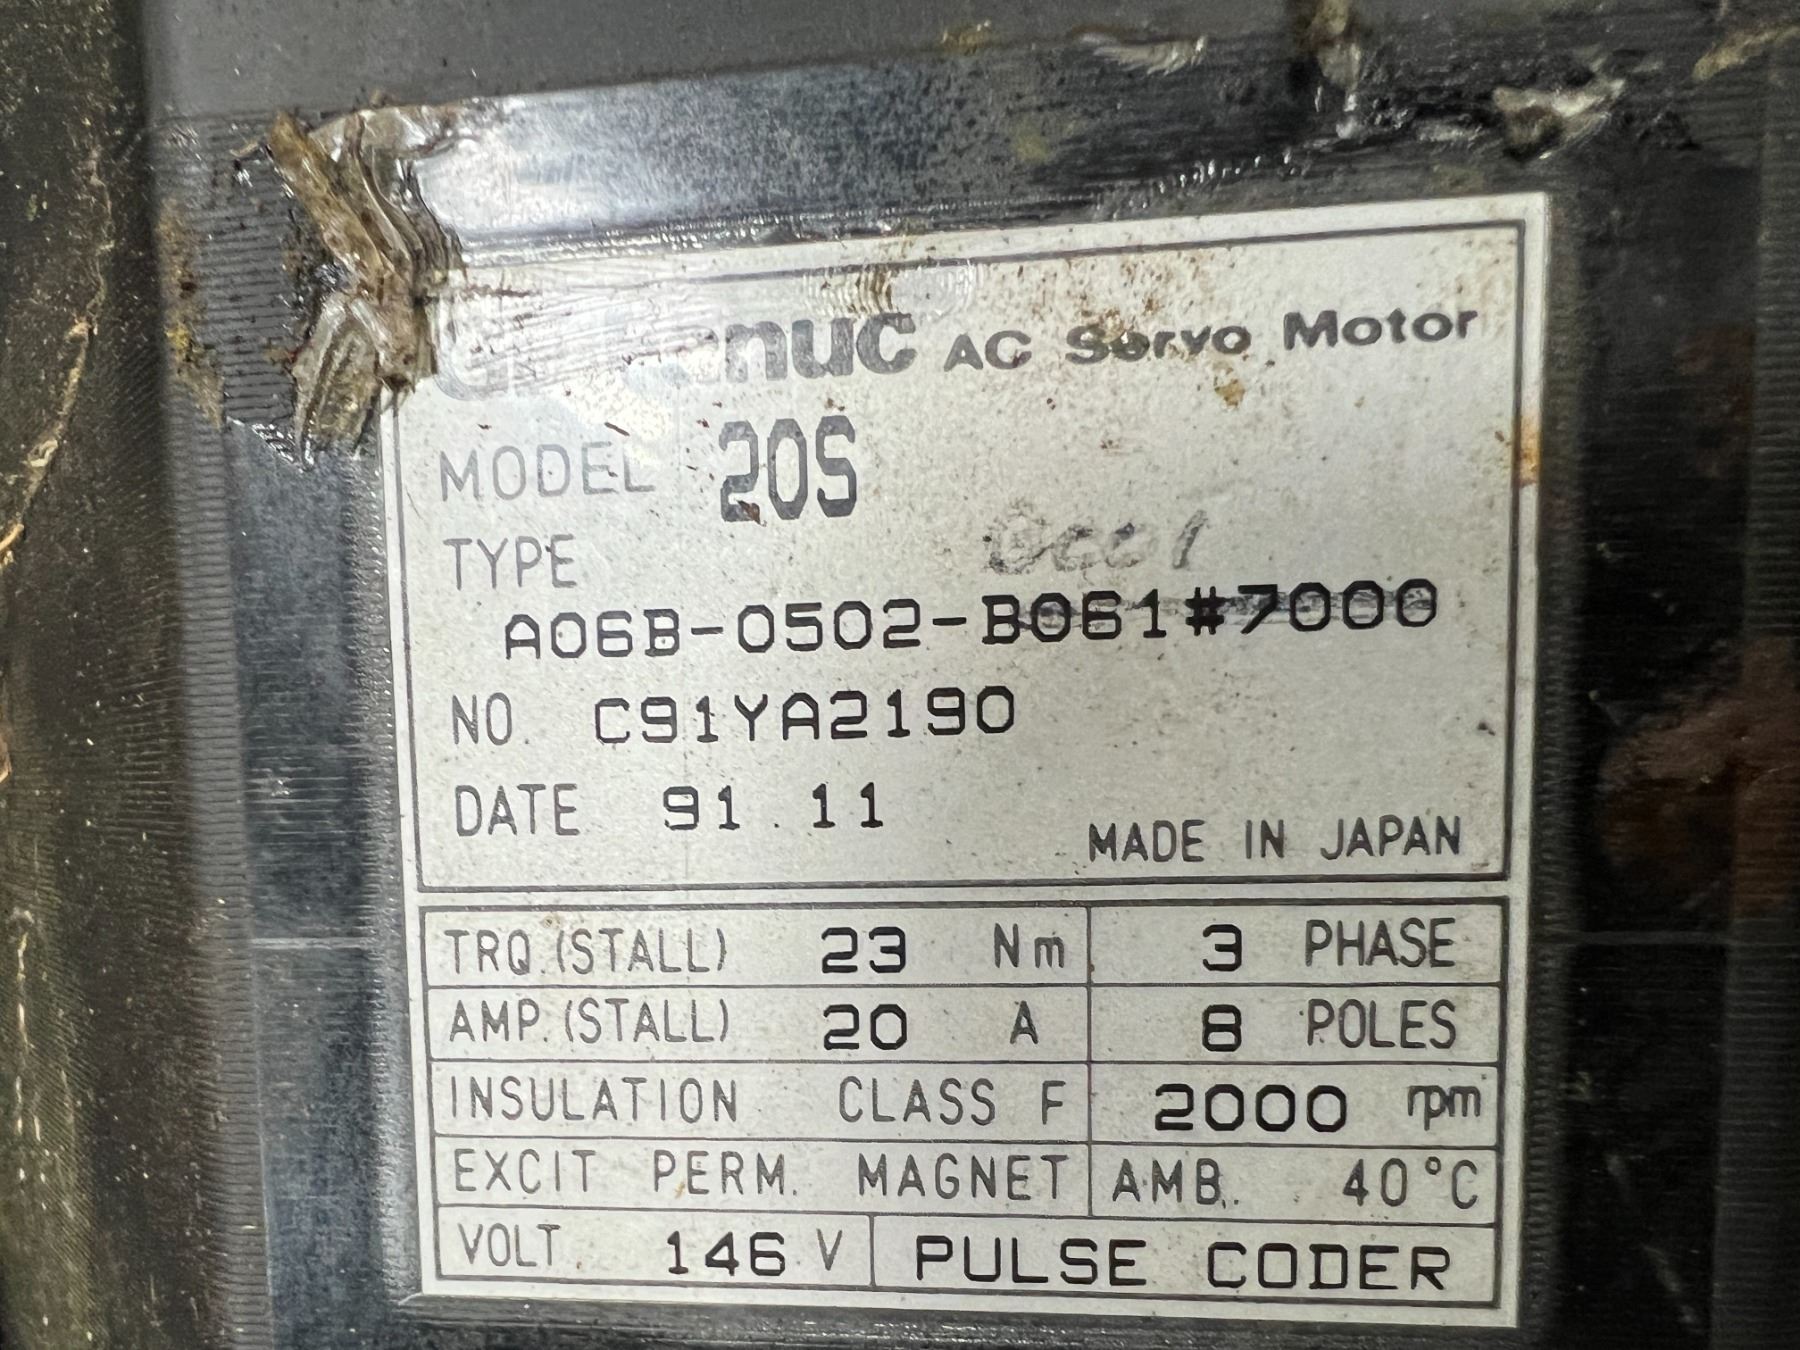 Fanuc AC Servo Motor
MODEL 20S
TYPE
A06B-0502-B061#7000
NO. C91YA2190
DATE 91.11
MADE IN JAPAN
TRQ.(STALL) 23 Nm 3 PHASE
AMP.(STALL) 20 A 8 POLES
INSULATION CLASS F 2000 rpm
EXCIT PERM. MAGNET AMB. 40°C
VOLT. 146 V PULSE CODER